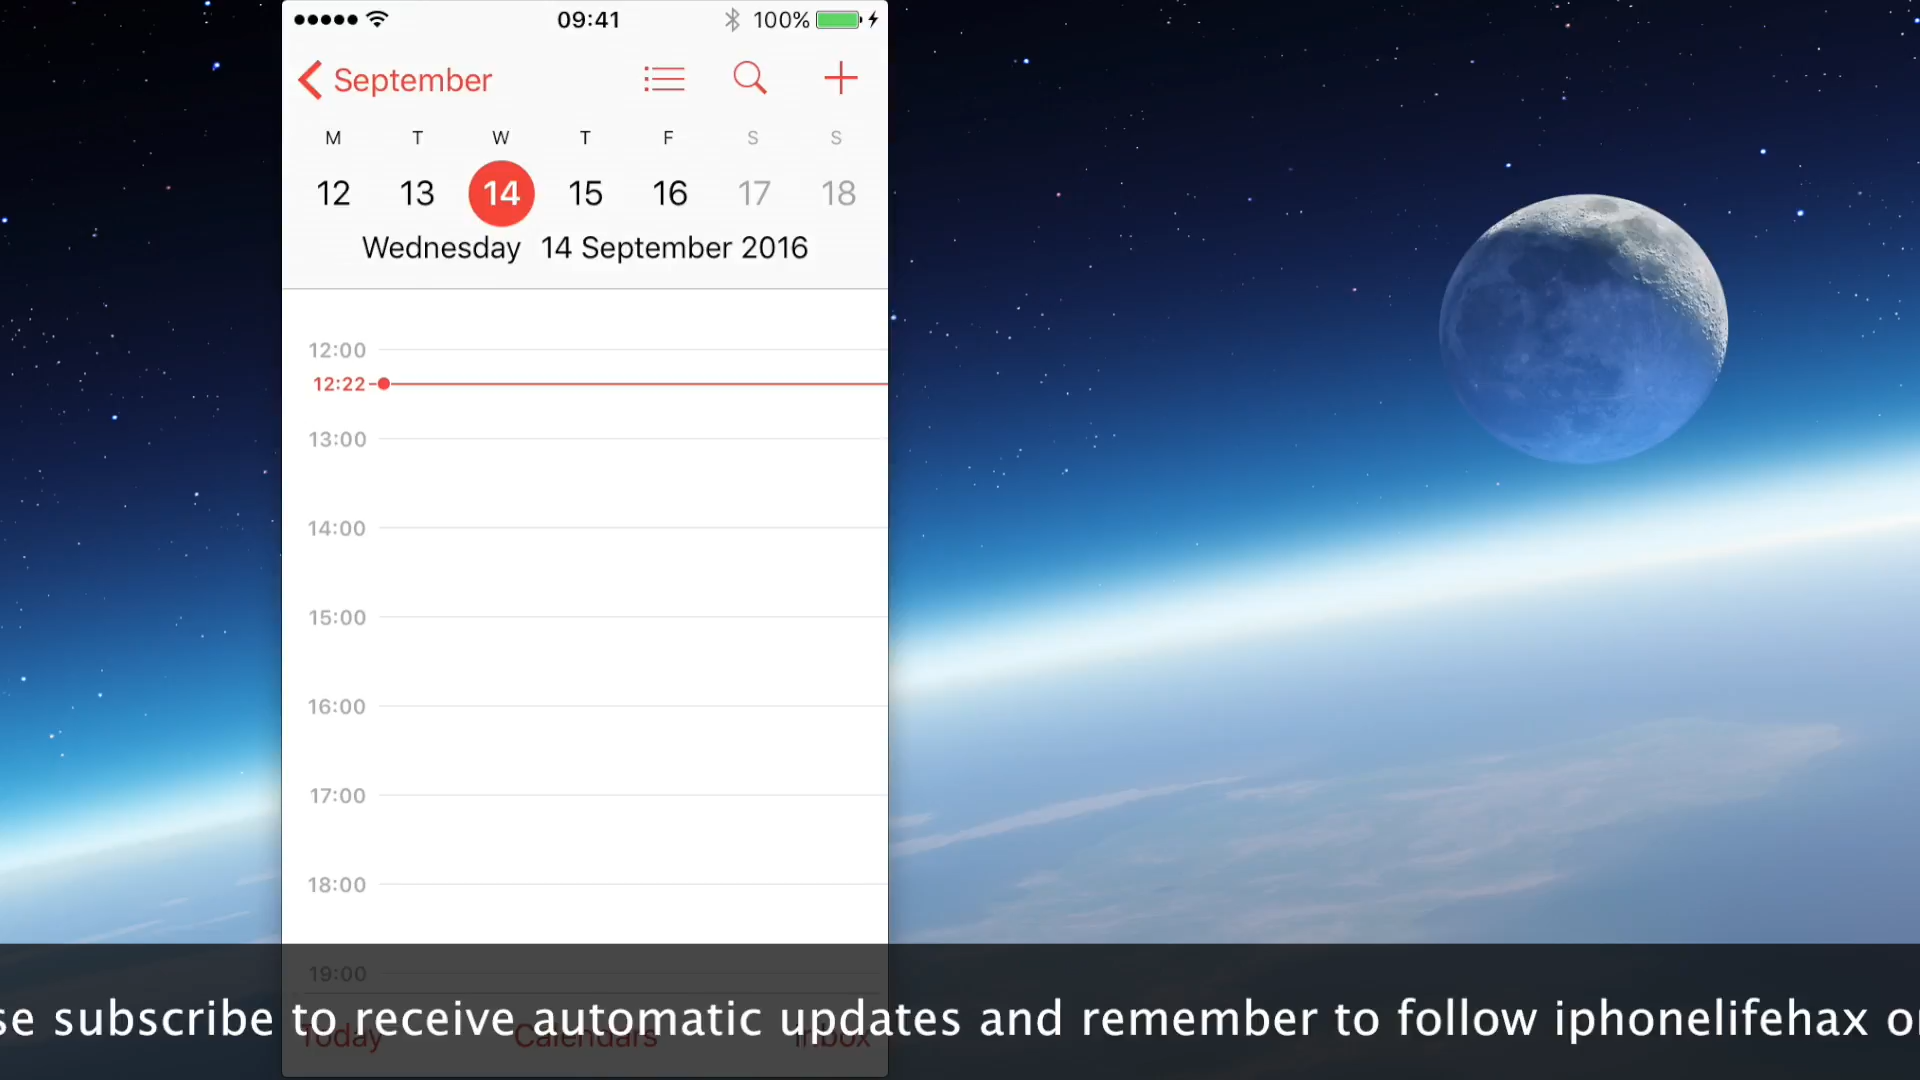 09:41 100%
September
M T W T F S S
12 13 14 15 16 17 18
Wednesday 14 September 2016
12:00
12:22
13:00
14:00
15:00
16:00
17:00
18:00
19:00
se subscribe to receive automatic updates and remember to follow iphonelifehax o
Today Calendars Inbox